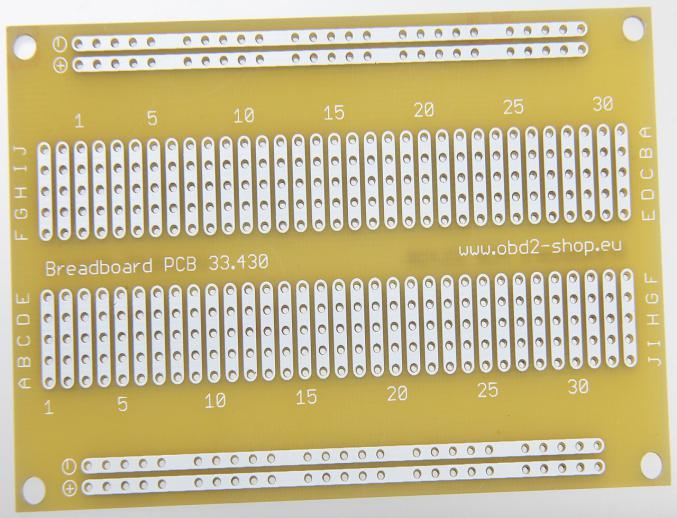 -
+
1 5 10 15 20 25 30
F G H I J
E D C B A
www.obd2-shop.eu
Breadboard PCB 33.430
A B C D E
J I H G F
1 5 10 15 20 25 30
-
+